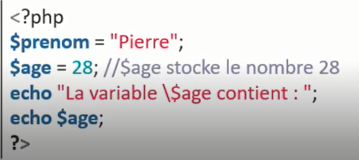 <?php
$prenom = "Pierre";
$age = 28; //$age stocke le nombre 28
echo "La variable \$age contient : ";
echo $age;
?>